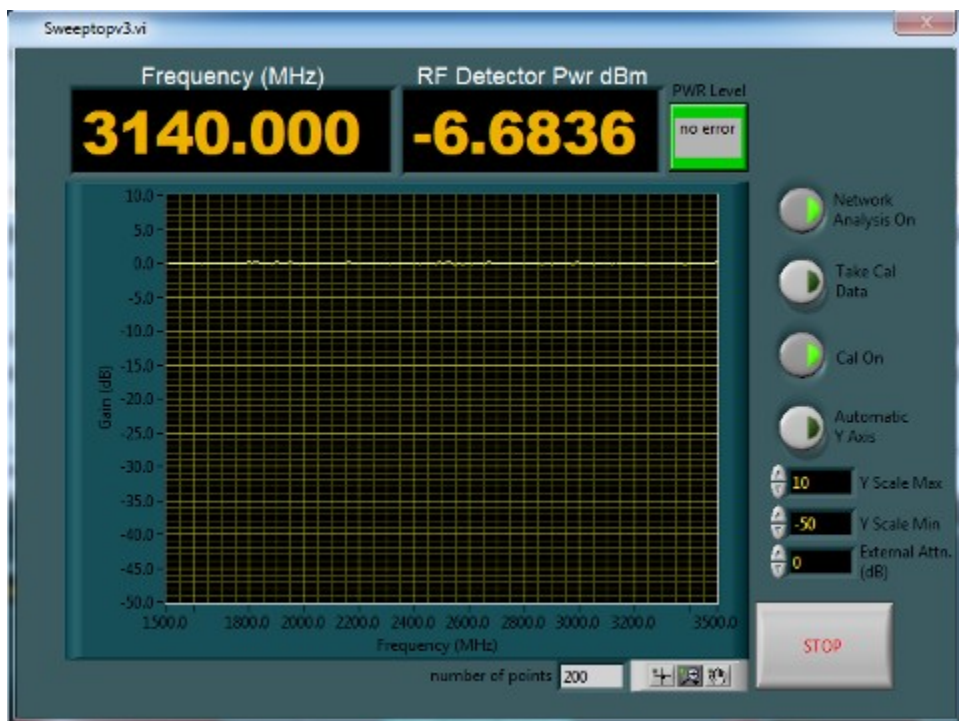 Sweeptopv3.vi
Frequency (MHz)
RF Detector Pwr dBm
PWR Level
3140.000
-6.6836
no error
10.0
5.0
0.0
-5.0
-10.0
-15.0
-20.0
-25.0
-30.0
-35.0
-40.0
-45.0
-50.0
Gain (dB)
1500.0 1800.0 2000.0 2200.0 2400.0 2600.0 2800.0 3000.0 3200.0 3500.0
Frequency (MHz)
number of points 200
Network
Analysis On
Take Cal
Data
Cal On
Automatic
Y Axis
10 Y Scale Max
-50 Y Scale Min
0 External Attn.
(dB)
STOP